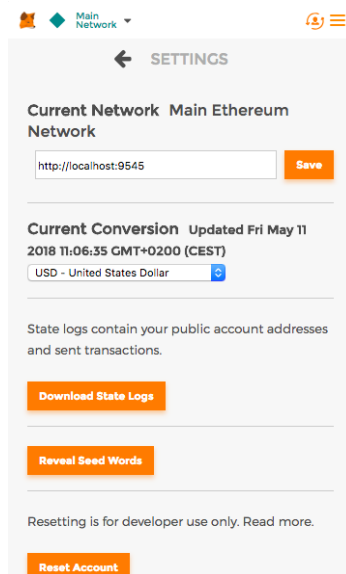 Main
Network
SETTINGS
Current Network Main Ethereum
Network
http://localhost:9545
Save
Current Conversion Updated Fri May 11
2018 11:06:35 GMT+0200 (CEST)
USD - United States Dollar
State logs contain your public account addresses
and sent transactions.
Download State Logs
Reveal Seed Words
Resetting is for developer use only. Read more.
Reset Account